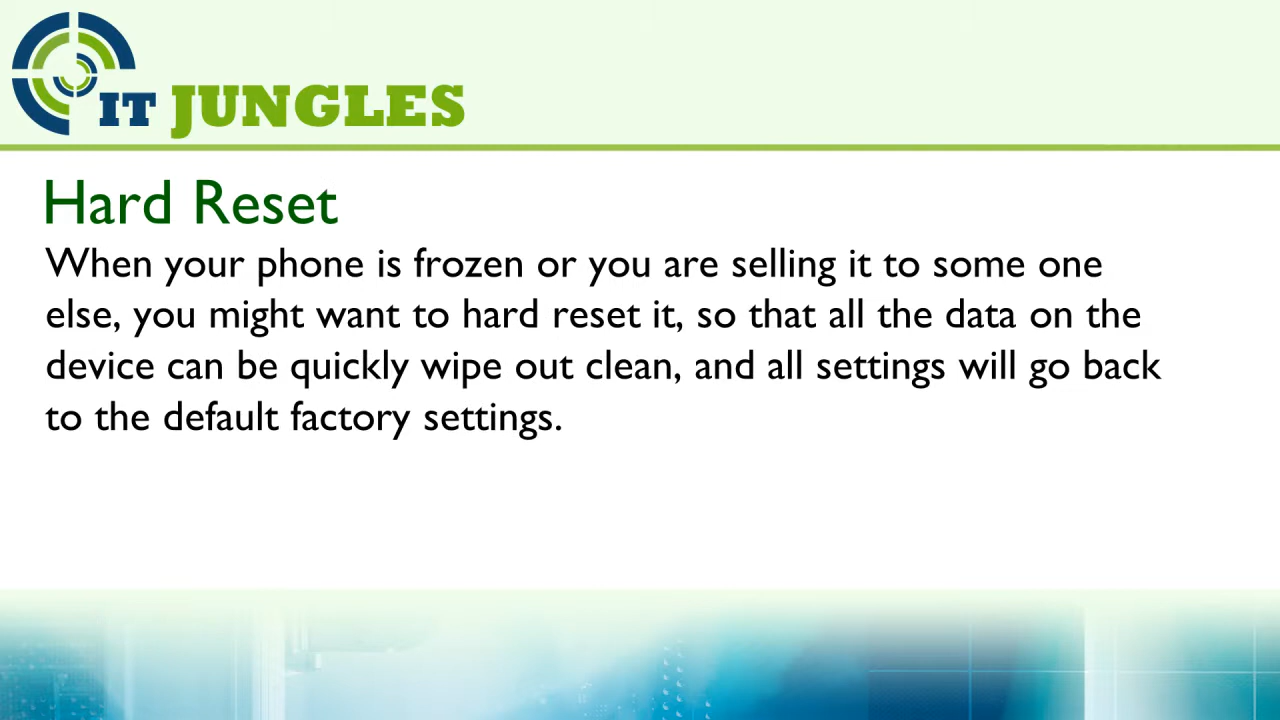 IT JUNGLES
Hard Reset
When your phone is frozen or you are selling it to some one
else, you might want to hard reset it, so that all the data on the
device can be quickly wipe out clean, and all settings will go back
to the default factory settings.